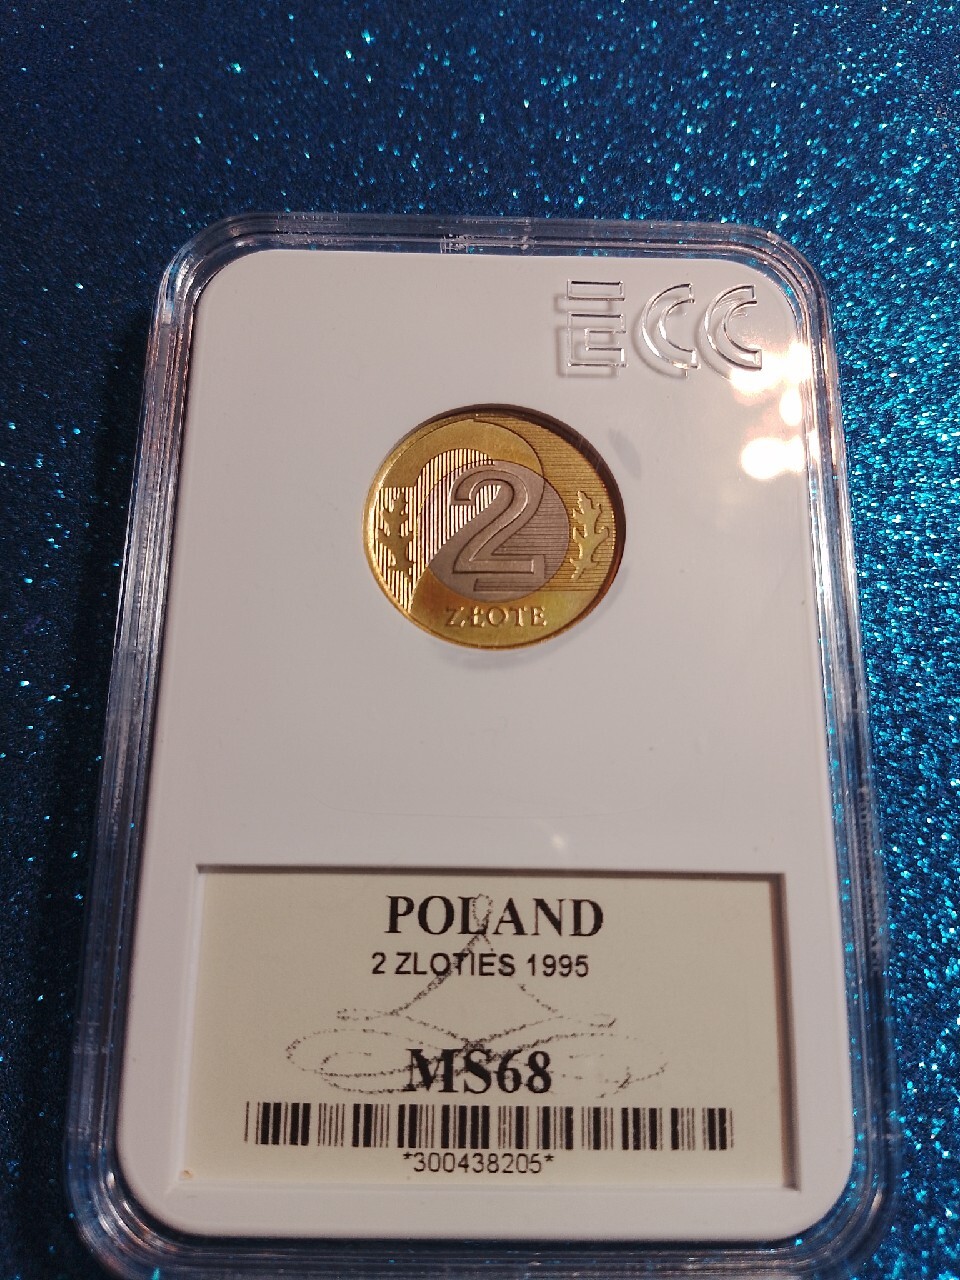 ECC
2
ZŁOTE
POLAND
2 ZLOTIES 1995
MS68
*300438205*